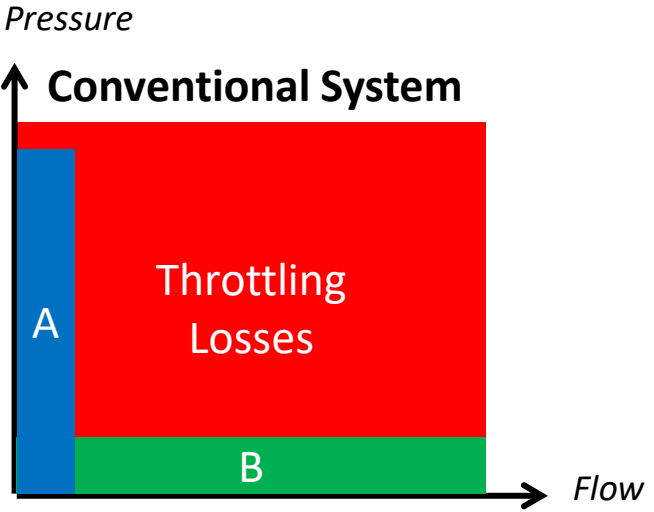 Pressure
Conventional System
Throttling
Losses
A
B
Flow